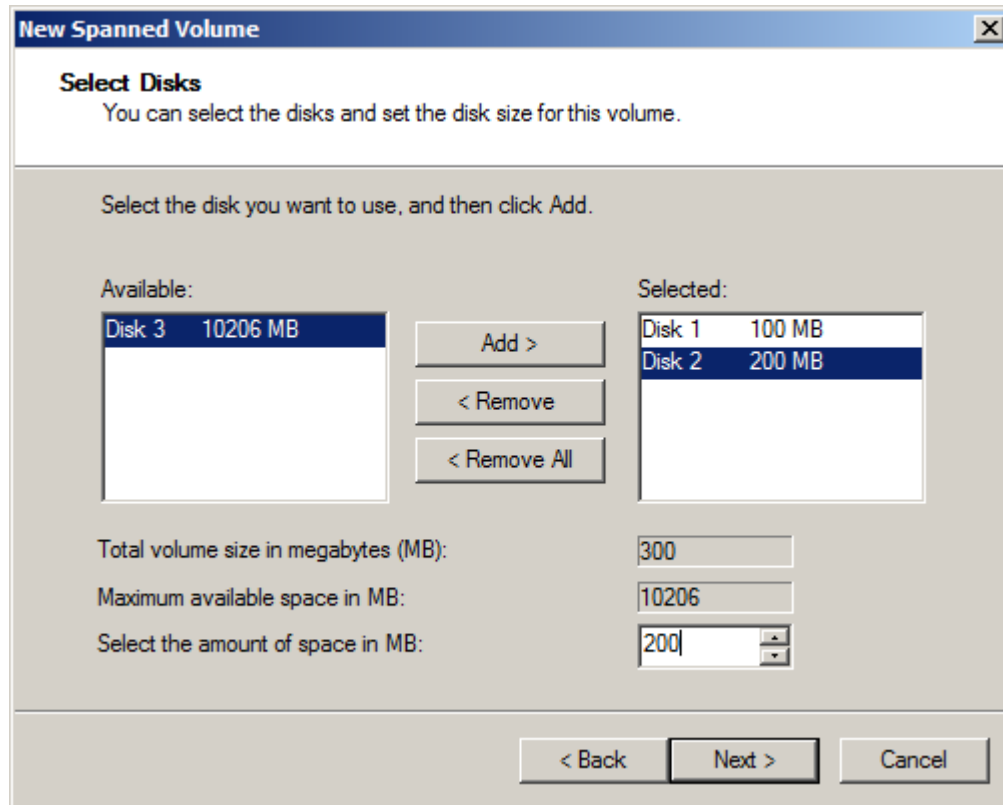 New Spanned Volume
Select Disks
You can select the disks and set the disk size for this volume.
Select the disk you want to use, and then click Add.
Available:
Disk 3 10206 MB
Add >
< Remove
< Remove All
Selected:
Disk 1 100 MB
Disk 2 200 MB
Total volume size in megabytes (MB): 300
Maximum available space in MB: 10206
Select the amount of space in MB: 200
< Back Next > Cancel